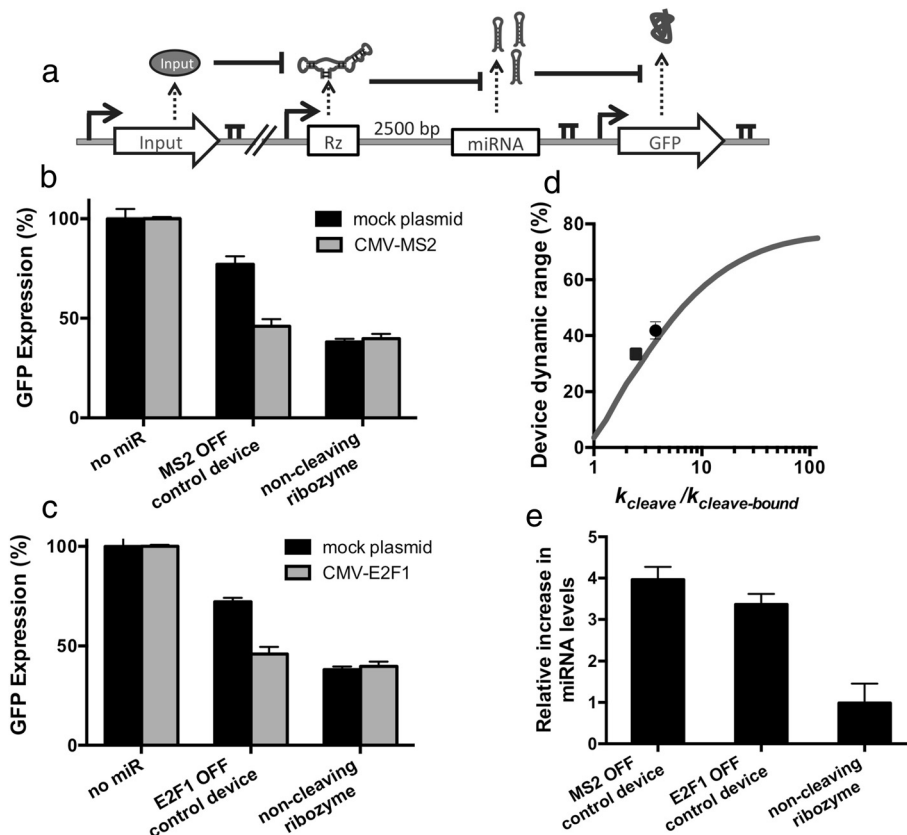 a
Input
Input
Rz
2500 bp
miRNA
GFP
b
GFP Expression (%)
100
50
0
mock plasmid
CMV-MS2
no miR
MS2 OFF
control device
non-cleaving
ribozyme
c
GFP Expression (%)
100
50
0
mock plasmid
CMV-E2F1
no miR
E2F1 OFF
control device
non-cleaving
ribozyme
d
Device dynamic range (%)
80
60
40
20
0
1
10
100
kcleave/kcleave-bound
e
Relative increase in
miRNA levels
5
4
3
2
1
0
MS2 OFF
control device
E2F1 OFF
control device
non-cleaving
ribozyme